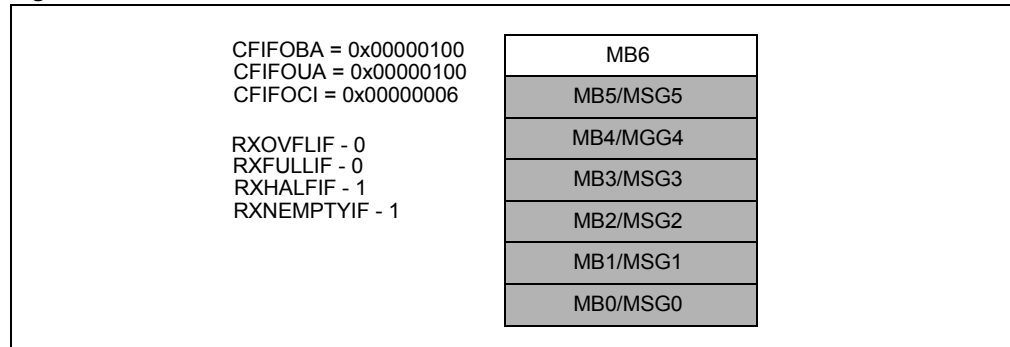 CFIFOBA = 0x00000100
CFIFOUA = 0x00000100
CFIFOCI = 0x00000006
RXOVFLIF - 0
RXFULLIF - 0
RXHALFIF - 1
RXNEMPTYIF - 1
MB6
MB5/MSG5
MB4/MGG4
MB3/MSG3
MB2/MSG2
MB1/MSG1
MB0/MSG0